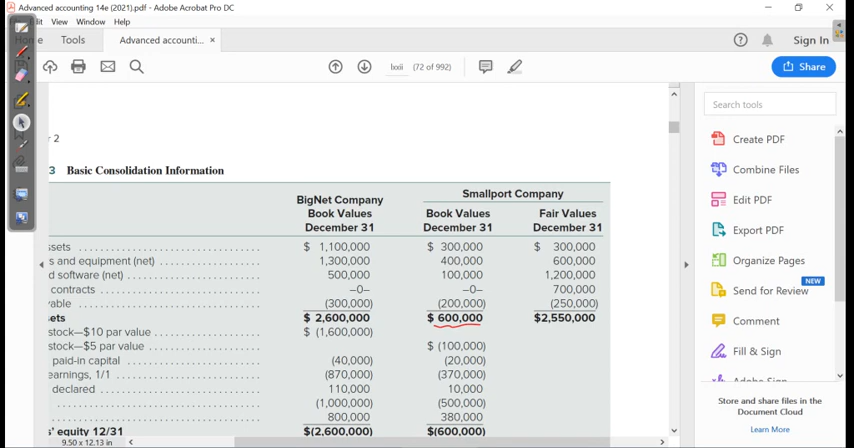 Advanced accounting 14e (2021).pdf - Adobe Acrobat Pro DC
Edit View Window Help
Home Tools Advanced accounti... × ? Sign In
lxxii (72 of 992) Share
r 2
3 Basic Consolidation Information
BigNet Company Book Values December 31
Smallport Company
Book Values December 31
Fair Values December 31
ssets $ 1,100,000 $ 300,000 $ 300,000
s and equipment (net) 1,300,000 400,000 600,000
d software (net) 500,000 100,000 1,200,000
contracts –0– –0– 700,000
yable (300,000) (200,000) (250,000)
ets $ 2,600,000 $ 600,000 $2,550,000
stock—$10 par value $ (1,600,000)
stock—$5 par value $ (100,000)
paid-in capital (40,000) (20,000)
earnings, 1/1 (870,000) (370,000)
declared 110,000 10,000
(1,000,000) (500,000)
800,000 380,000
s' equity 12/31 $(2,600,000) $(600,000)
9.50 x 12.13 in
Search tools
Create PDF
Combine Files
Edit PDF
Export PDF
Organize Pages
Send for Review NEW
Comment
Fill & Sign
Store and share files in the
Document Cloud
Learn More